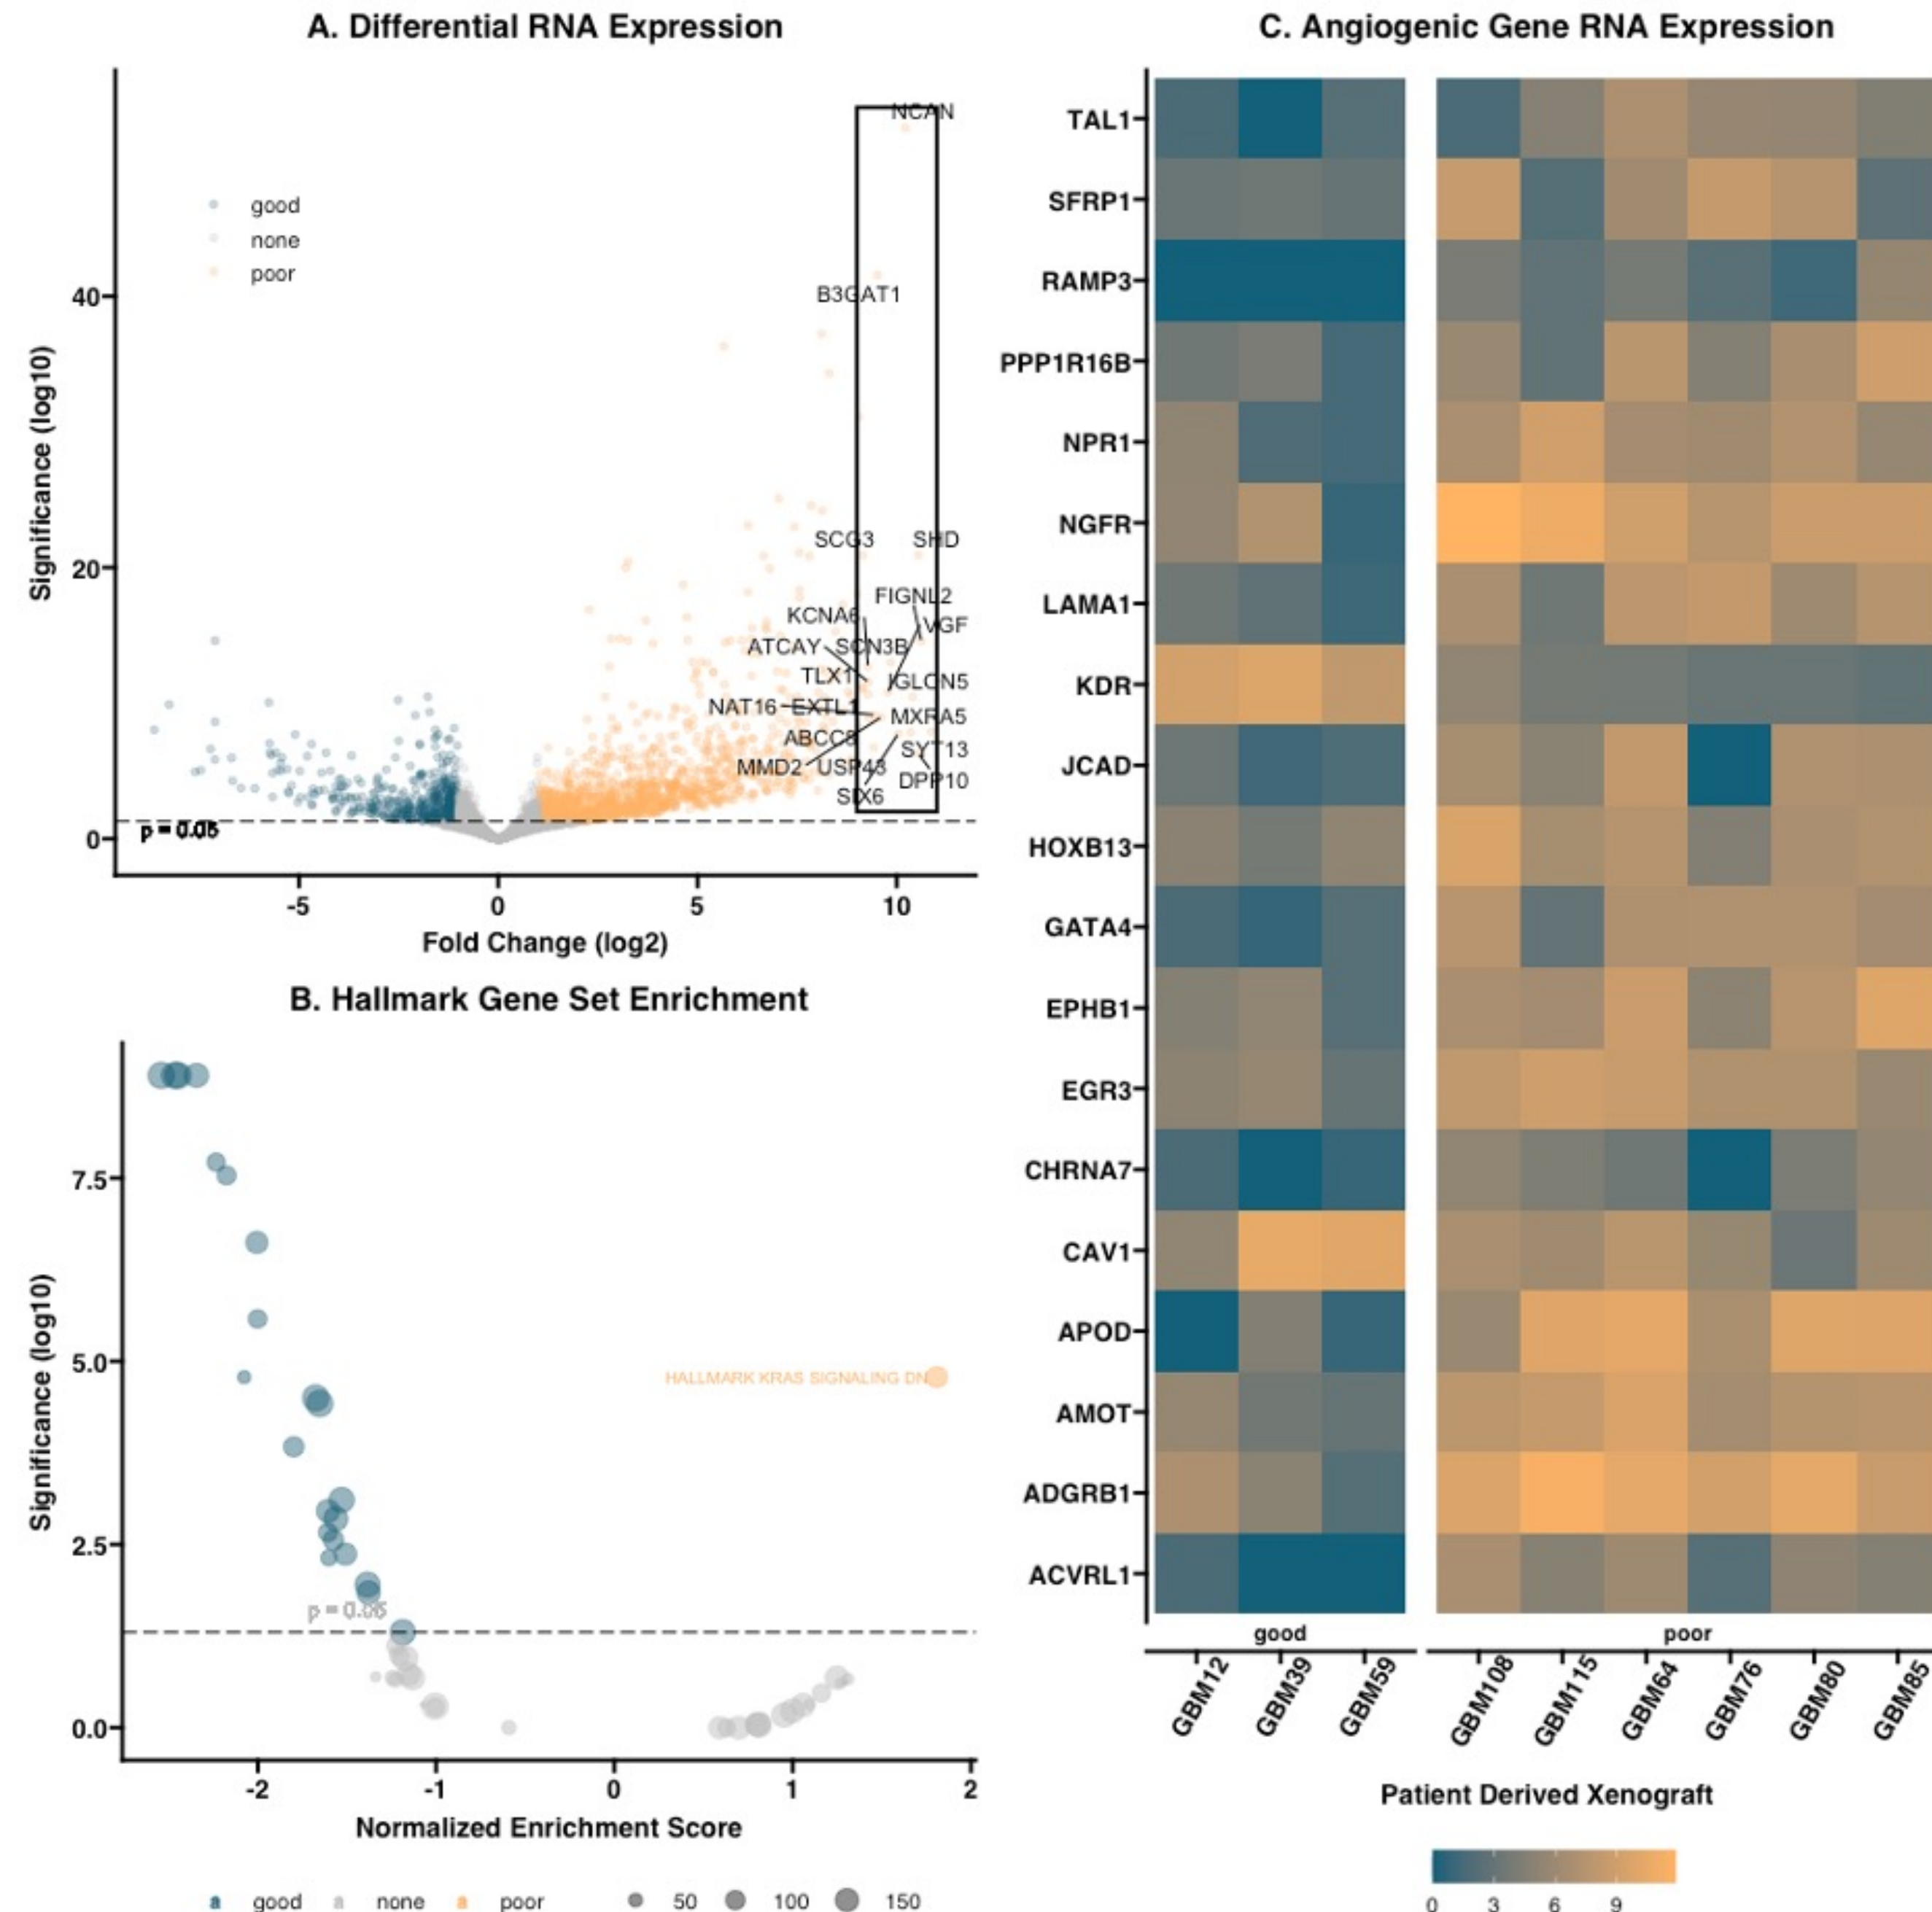 A. Differential RNA Expression
Significance (log10)
40
20
0
good
none
poor
NCAN
B3GAT1
SCG3 SHD
FIGNL2
KCNA6
VGF
ATCAY SCN3B
TLX1 IGLON5
NAT16 EXTL1
MXRA5
ABCC8
SYT13
MMD2 USP43
DPP10
SIX6
p = 0.05
-5 0 5 10
Fold Change (log2)
B. Hallmark Gene Set Enrichment
Significance (log10)
7.5
5.0
2.5
0.0
HALLMARK KRAS SIGNALING DN
p = 0.05
-2 -1 0 1 2
Normalized Enrichment Score
good none poor 50 100 150
C. Angiogenic Gene RNA Expression
TAL1
SFRP1
RAMP3
PPP1R16B
NPR1
NGFR
LAMA1
KDR
JCAD
HOXB13
GATA4
EPHB1
EGR3
CHRNA7
CAV1
APOD
AMOT
ADGRB1
ACVRL1
good poor
GBM12 GBM39 GBM59 GBM108 GBM115 GBM64 GBM76 GBM80 GBM85
Patient Derived Xenograft
0 3 6 9